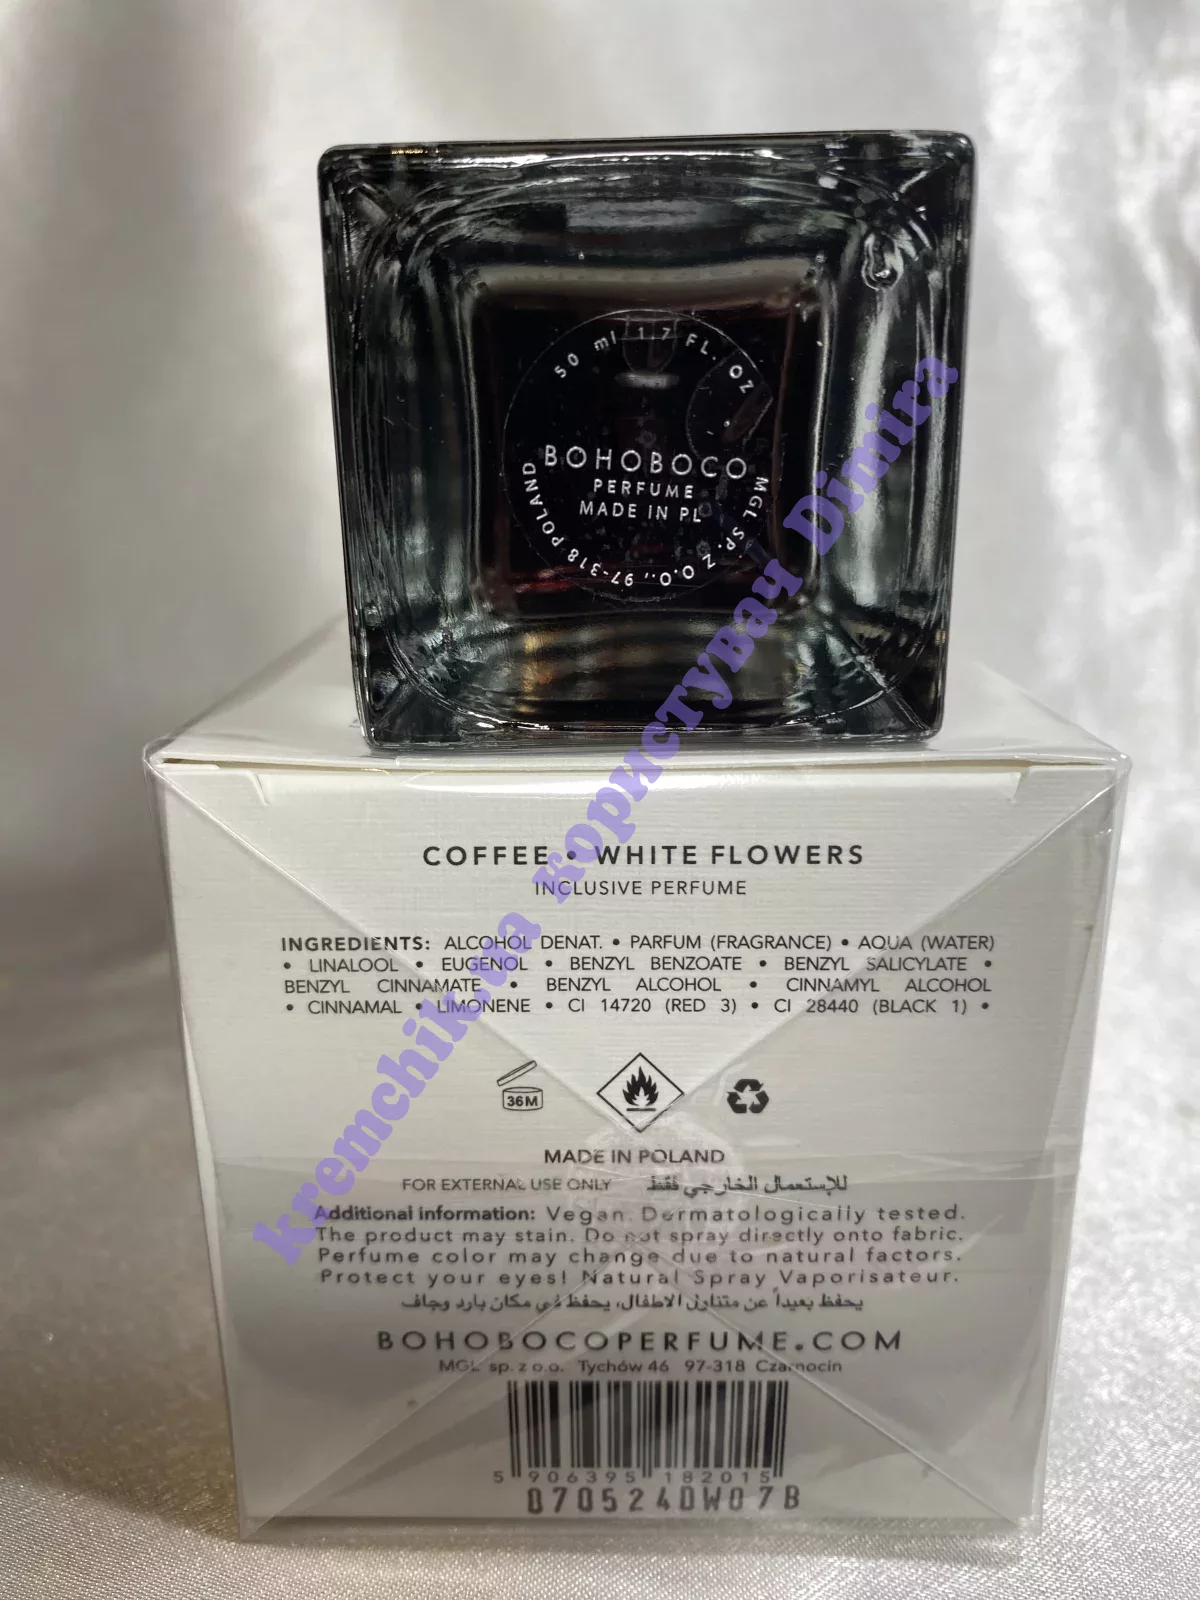 50 ml 1.7 FL. OZ
BOHOBOCO
PERFUME
MADE IN PL
MGL SP. Z O.O., 97-318 POLAND
kremchik.ua користувач Dimira
COFFEE • WHITE FLOWERS
INCLUSIVE PERFUME
INGREDIENTS: ALCOHOL DENAT. • PARFUM (FRAGRANCE) • AQUA (WATER)
• LINALOOL • EUGENOL • BENZYL BENZOATE • BENZYL SALICYLATE •
BENZYL CINNAMATE • BENZYL ALCOHOL • CINNAMYL ALCOHOL
• CINNAMAL • LIMONENE • CI 14720 (RED 3) • CI 28440 (BLACK 1) •
36M
MADE IN POLAND
FOR EXTERNAL USE ONLY للإستعمال الخارجي فقط
Additional information: Vegan. Dermatologically tested.
The product may stain. Do not spray directly onto fabric.
Perfume color may change due to natural factors.
Protect your eyes! Natural Spray Vaporisateur.
يحفظ بعيداً عن متناول الاطفال، يحفظ في مكان بارد وجاف
BOHOBOCOPERFUME.COM
MGL sp. z o.o. Tychów 46 97-318 Czarnocin
5 906395 182015
070524DW07B